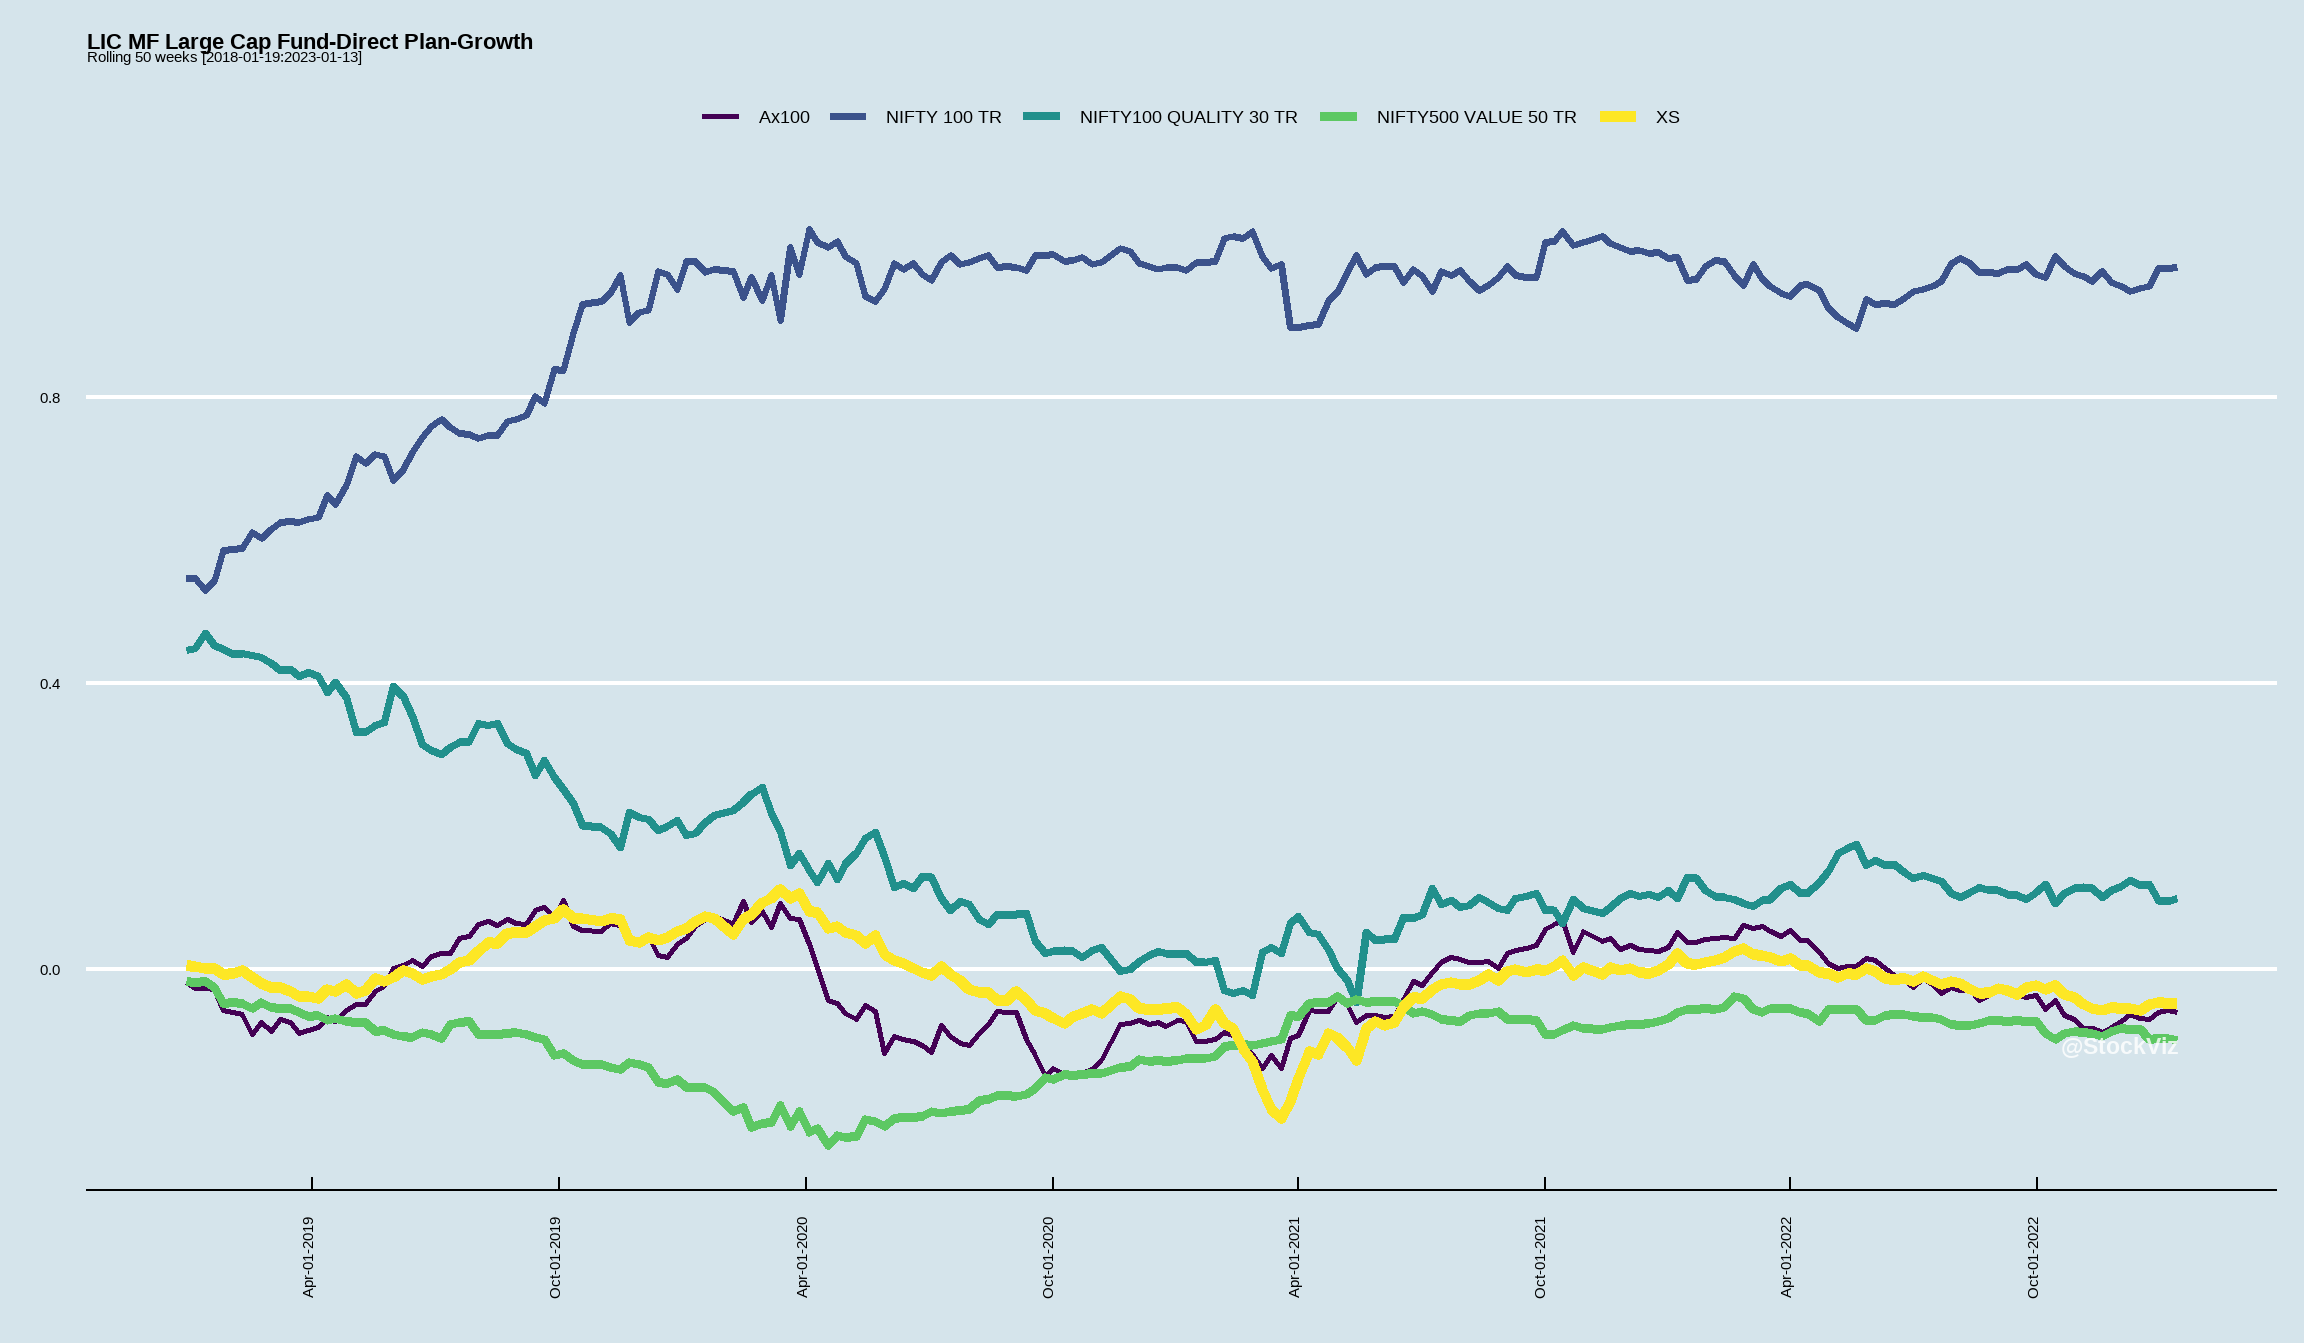 LIC MF Large Cap Fund-Direct Plan-Growth
Rolling 50 weeks [2018-01-19:2023-01-13]
Ax100 NIFTY 100 TR NIFTY100 QUALITY 30 TR NIFTY500 VALUE 50 TR XS
0.8
0.4
0.0
@StockViz
Apr-01-2019 Oct-01-2019 Apr-01-2020 Oct-01-2020 Apr-01-2021 Oct-01-2021 Apr-01-2022 Oct-01-2022